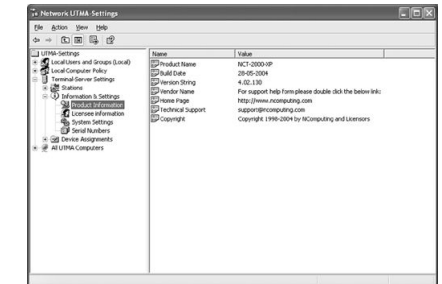 Network UTMA-Settings
File Action View Help
UTMA-Settings
Local Users and Groups (Local)
Local Computer Policy
Terminal Server Settings
Stations
Information & Settings
Product Information
Licensee information
System Settings
Serial Numbers
Device Assignments
All UTMA Computers
Name Value
Product Name NCT-2000-XP
Build Date 28-05-2004
Version String 4.02.130
Vendor Name For support help form please double click the below link:
Home Page http://www.ncomputing.com
Technical Support support@ncomputing.com
Copyright Copyright 1998-2004 by NComputing and Licensors